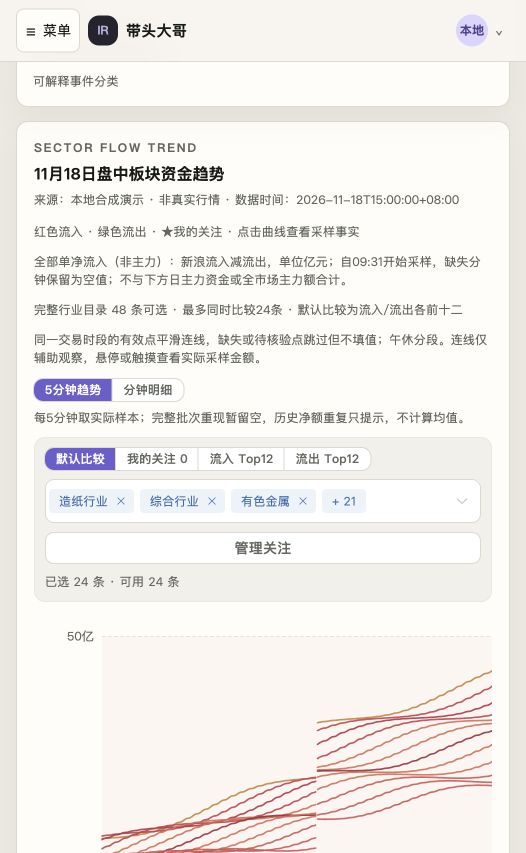 ≡ 菜单
IR
带头大哥
本地
可解释事件分类
SECTOR FLOW TREND
11月18日盘中板块资金趋势
来源：本地合成演示 · 非真实行情 · 数据时间：2026-11-18T15:00:00+08:00
红色流入 · 绿色流出 · ★我的关注 · 点击曲线查看采样事实
全部单净流入（非主力）：新浪流入减流出，单位亿元；自09:31开始采样，缺失分
钟保留为空值；不与下方日主力资金或全市场主力额合计。
完整行业目录 48 条可选 · 最多同时比较24条 · 默认比较为流入/流出各前十二
同一交易时段的有效点平滑连线，缺失或待核验点跳过但不填值；午休分段。连线仅
辅助观察，悬停或触摸查看实际采样金额。
5分钟趋势 分钟明细
每5分钟取实际样本；完整批次重现暂留空，历史净额重复只提示，不计算均值。
默认比较 我的关注 0 流入 Top12 流出 Top12
造纸行业 × 综合行业 × 有色金属 × + 21
管理关注
已选 24 条 · 可用 24 条
50亿